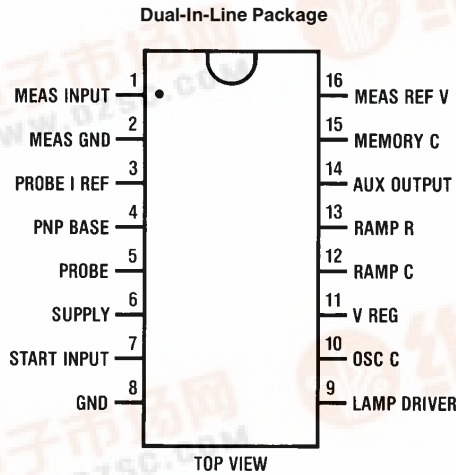 Dual-In-Line Package
1 16
MEAS INPUT MEAS REF V
2 15
MEAS GND MEMORY C
3 14
PROBE I REF AUX OUTPUT
4 13
PNP BASE RAMP R
5 12
PROBE RAMP C
6 11
SUPPLY V REG
7 10
START INPUT OSC C
8 9
GND LAMP DRIVER
TOP VIEW